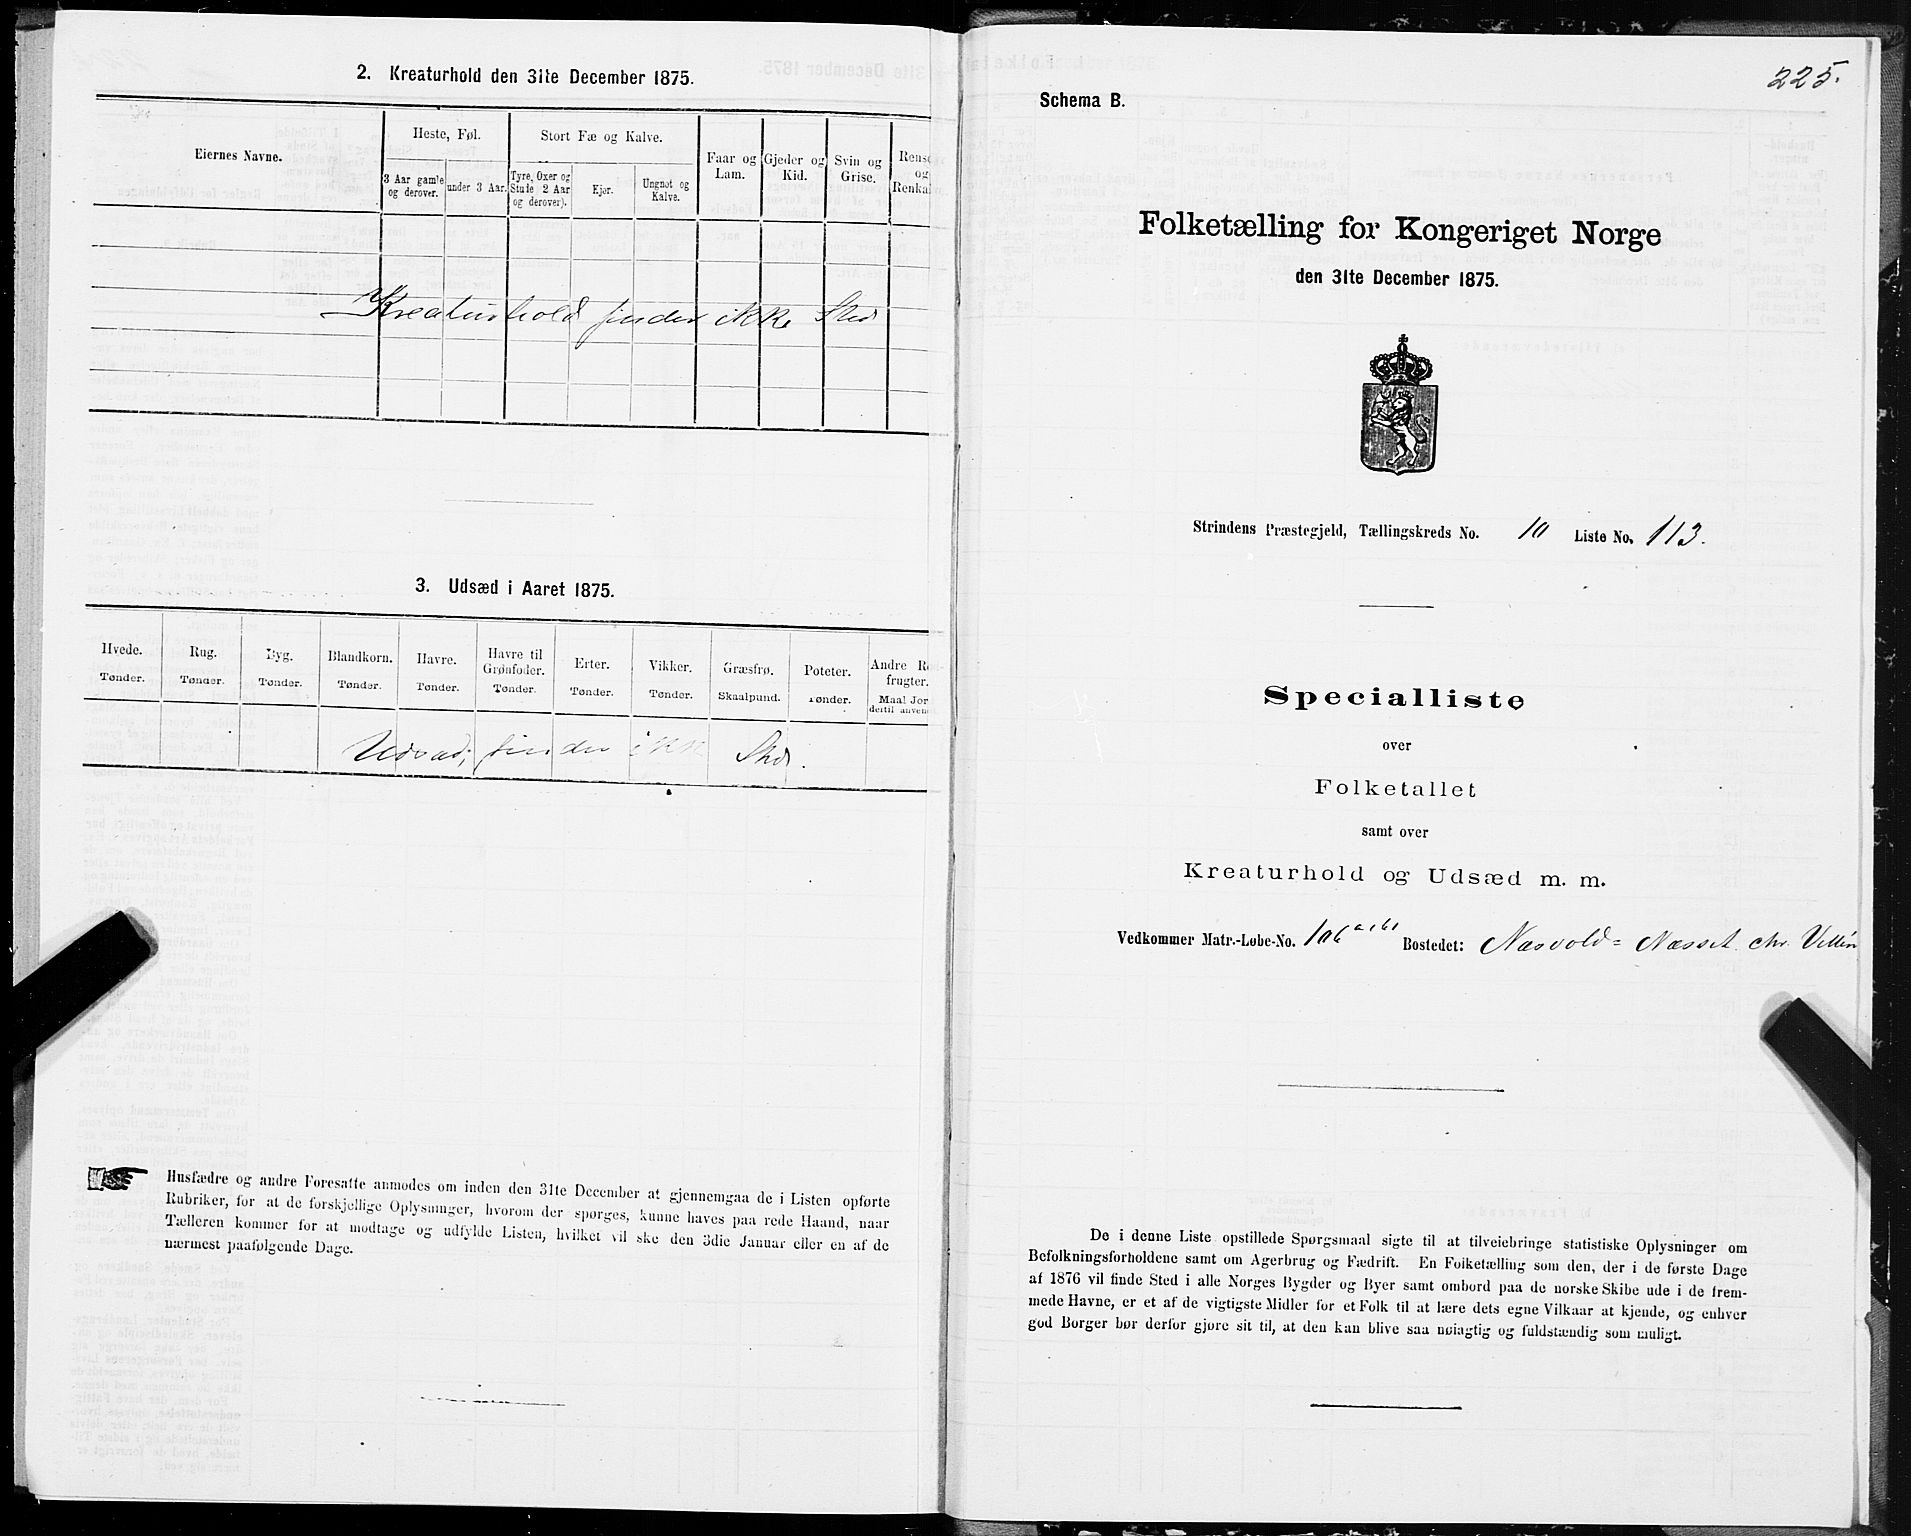 2. Kreaturhold den 31te December 1875.
Eiernes Navne.
Heste, Føl.
Stort Fæ og Kalve.
Faar og Lam.
Gjeder og Kid.
Svin og Grise.
og
3 Aar gamle og derover.
under 3 Aar.
Tyre, Oxer og Stude 2 Aar og derover).
Kjør.
Ungnøt og Kalve.
Kreaturhold finder ikke Sted
3. Udsæd i Aaret 1875.
Hvede. Rug. Byg. Blandkorn. Havre. Havre til Grønfoder. Erter. Vikker. Græsfrø. Poteter. Andre
frugter.
Tønder. Tønder. Tønder. Tønder. Tønder. Tønder. Tønder. Tønder. Skaalpund. Tønder. Maal
dertil
Udsæd, finder ikke Sted.
Husfædre og andre Foresatte anmodes om inden den 31te December at gjennemgaa de i Listen opførte
Rubriker, for at de forskjellige Oplysninger, hvorom der spørges, kunne haves paa rede Haand, naar
Tælleren kommer for at modtage og udfylde Listen, hvilket vil ske den 3die Januar eller en af de
nærmest paafølgende Dage.
225.
Schema B.
Folketælling for Kongeriget Norge
den 31te December 1875.
Strindens Præstegjeld, Tællingskreds No. 10 Liste No. 113.
Specialliste
over
Folketallet
samt over
Kreaturhold og Udsæd m. m.
Vedkommer Matr.-Løbe-No. 106 Bostedet: Næsvold = Næsset
De i denne Liste opstillede Spørgsmaal sigte til at tilveiebringe statistiske Oplysninger om
Befolkningsforholdene samt om Agerbrug og Fædrift. En Folketælling som den, der i de første Dage
af 1876 vil finde Sted i alle Norges Bygder og Byer samt ombord paa de norske Skibe ude i de frem-
mede Havne, er et af de vigtigste Midler for et Folk til at lære dets egne Vilkaar at kjende, og enhver
god Borger bør derfor gjøre sit til, at den kan blive saa nøiagtig og fuldstændig som muligt.